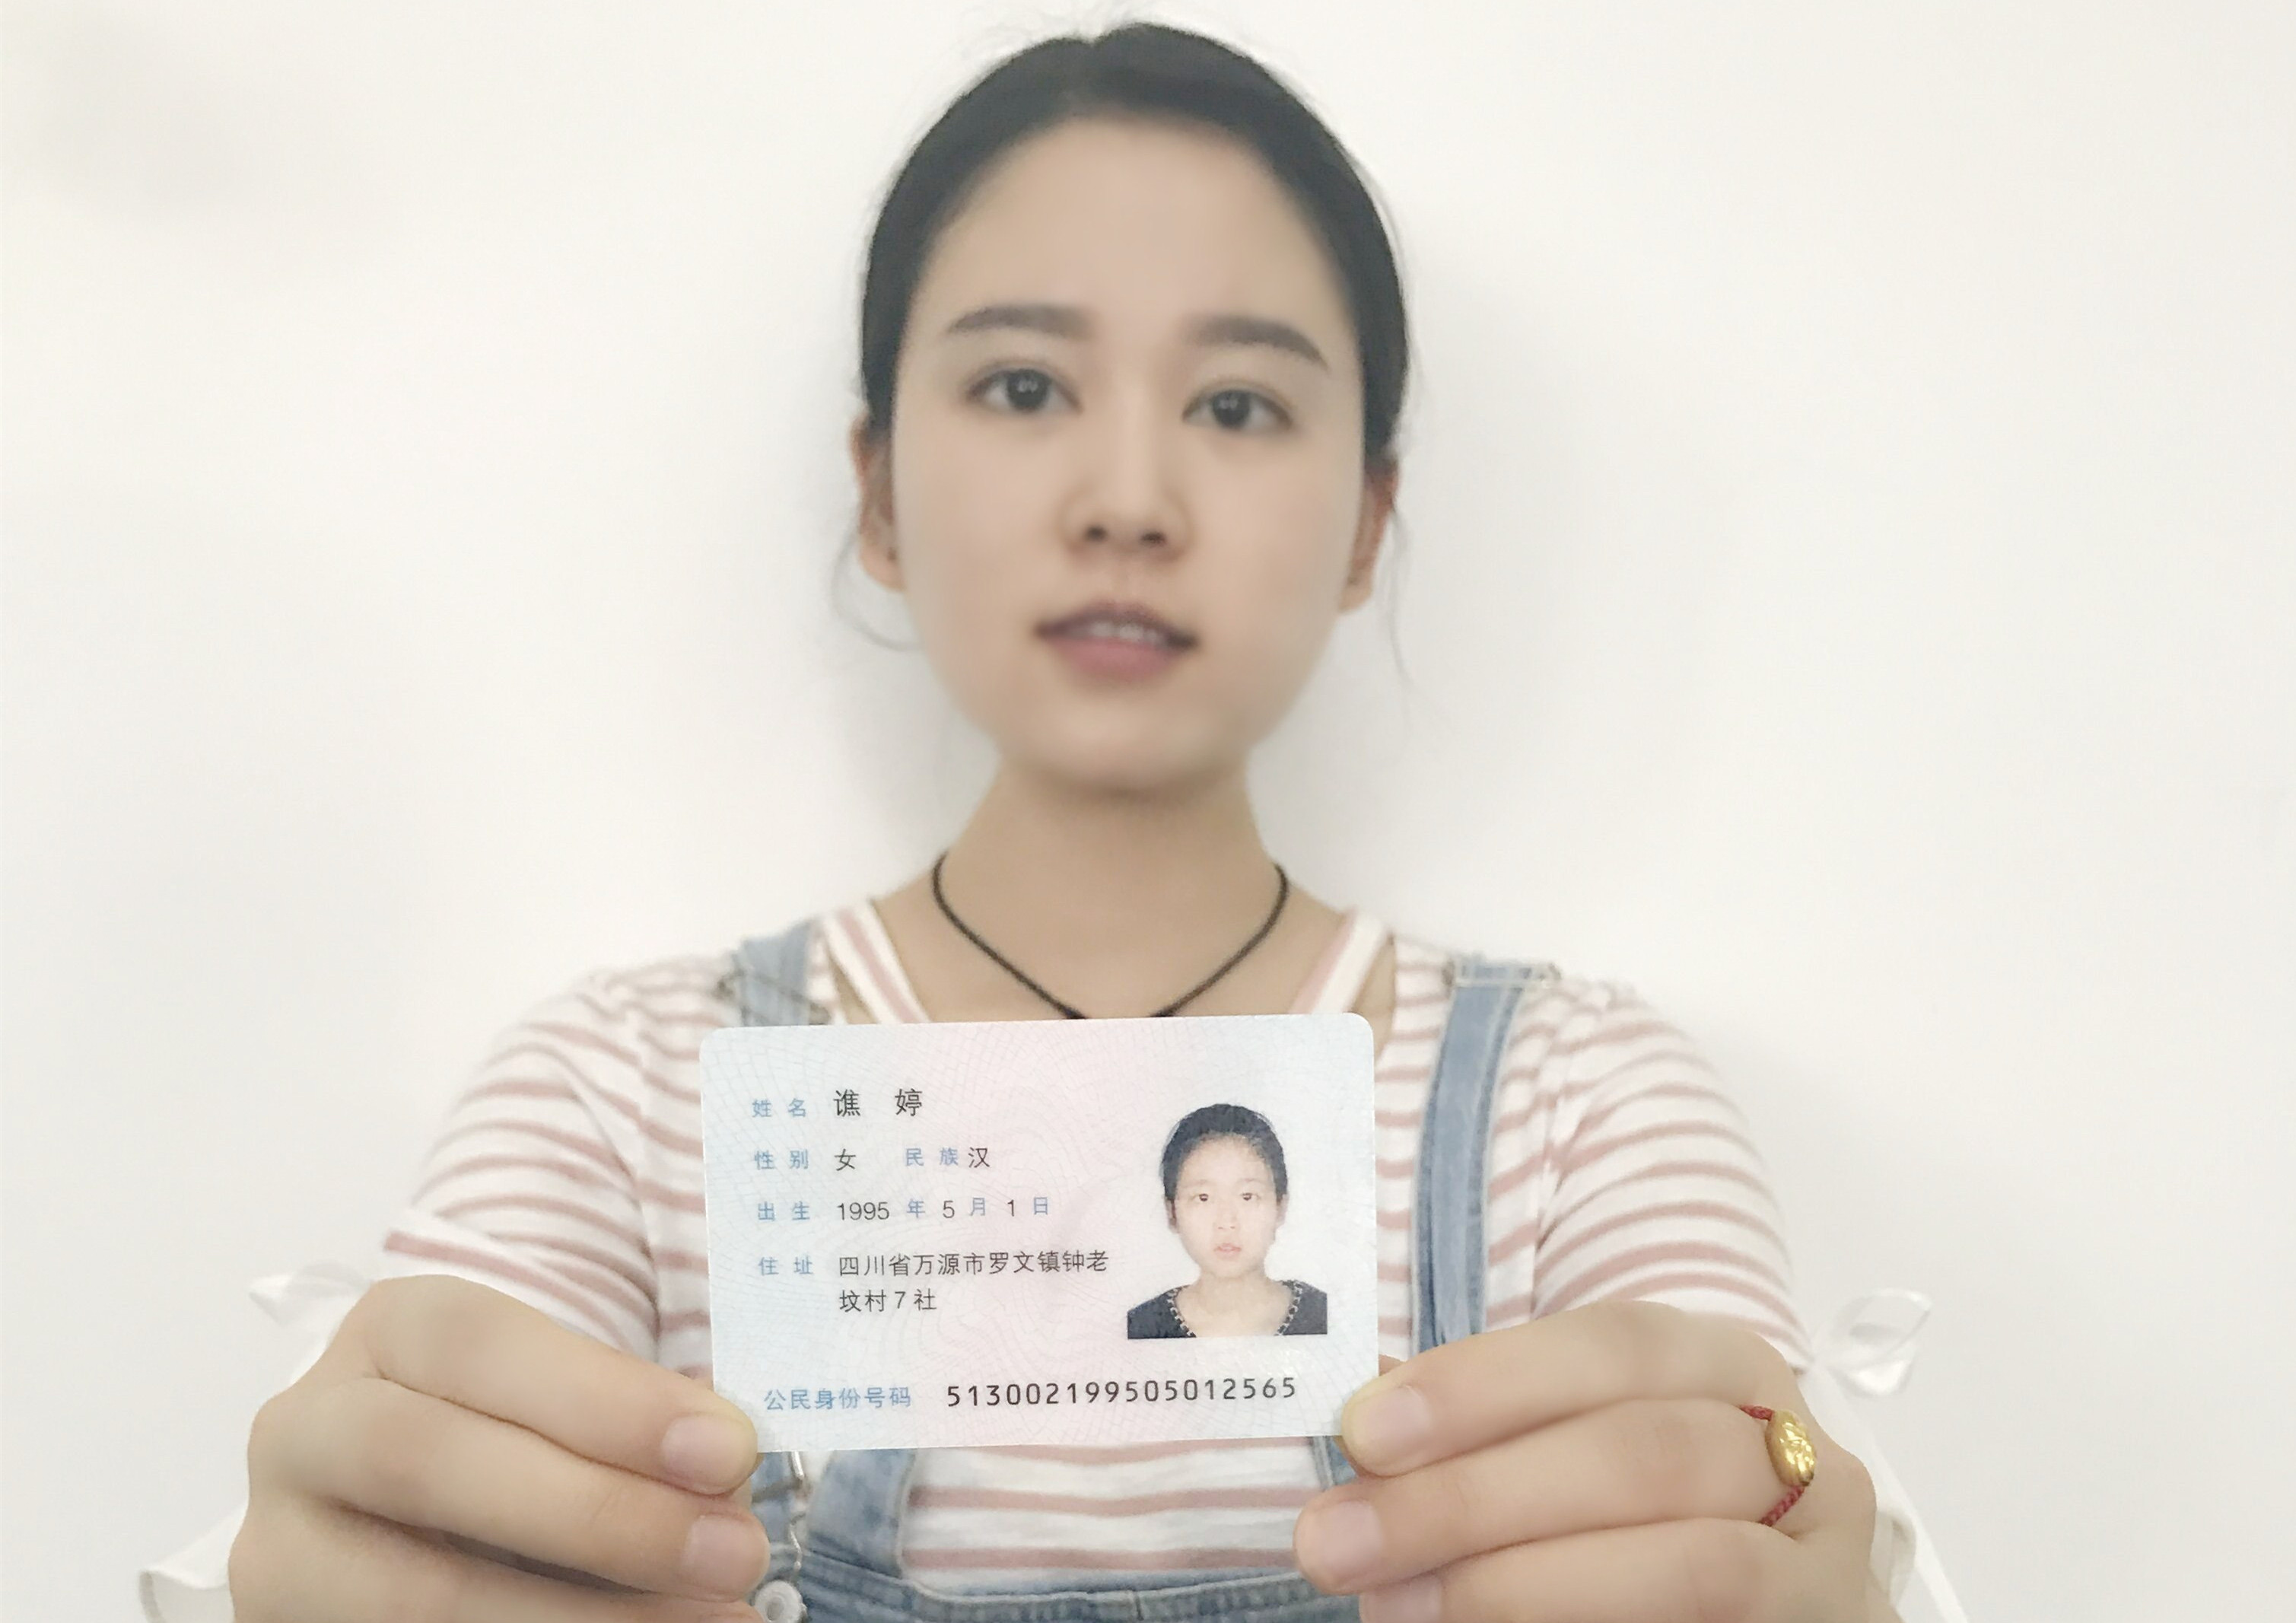 姓名 谯婷
性别 女 民族 汉
出生 1995 年 5 月 1 日
住址 四川省万源市罗文镇钟老
坟村7社
公民身份号码 513002199505012565